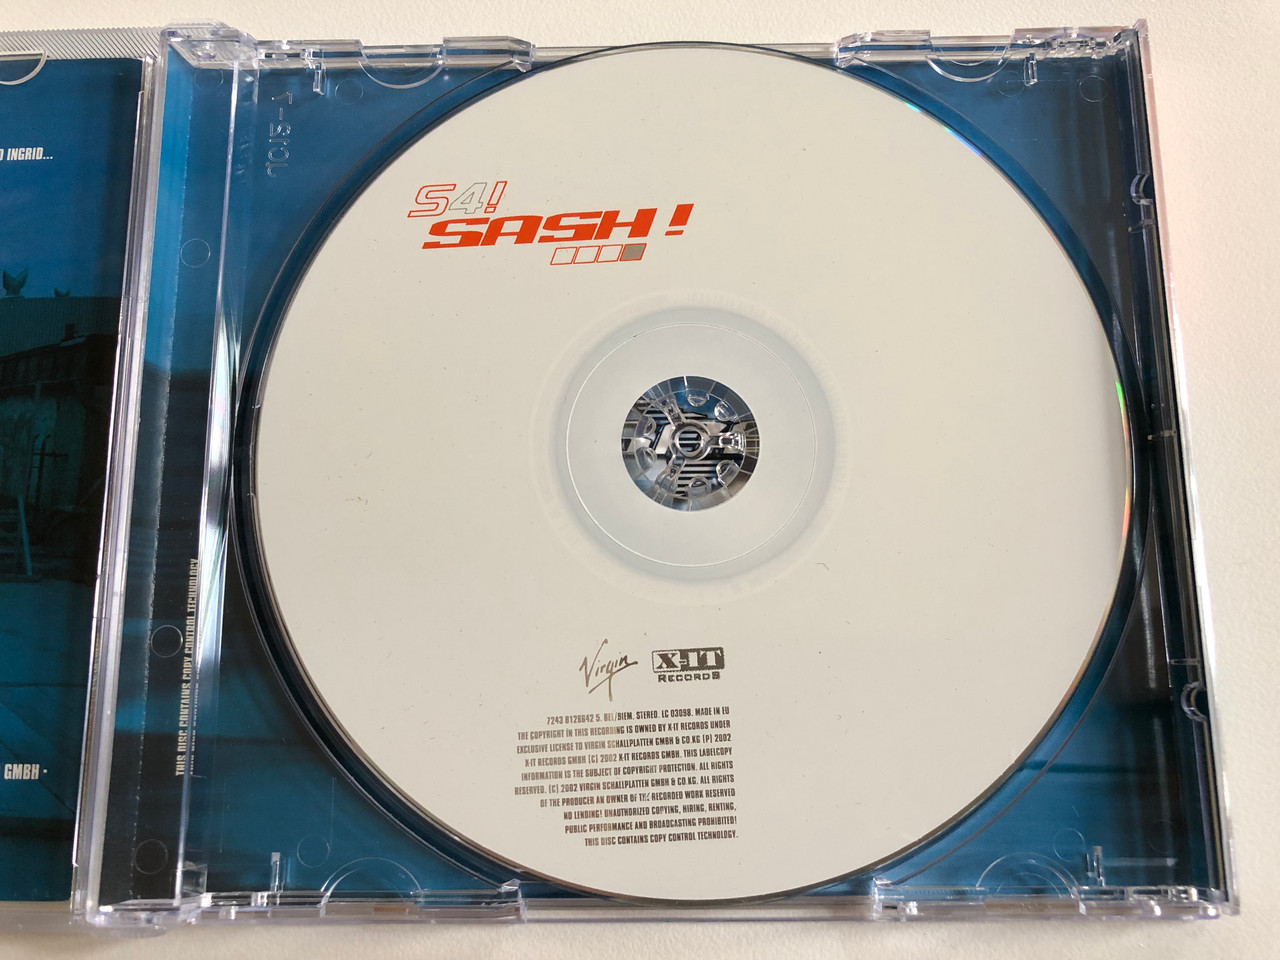 D INGRID...
GMBH ·
THIS DISC CONTAINS COPY CONTROL TECHNOLOGY
S4!
SASH!
Virgin
X-IT
RECORDS
7243 8128642 5. BEL/BIEM. STEREO. LC 03098. MADE IN EU
THE COPYRIGHT IN THIS RECORDING IS OWNED BY X-IT RECORDS UNDER
EXCLUSIVE LICENSE TO VIRGIN SCHALLPLATTEN GMBH & CO.KG (P) 2002
X-IT RECORDS GMBH (C) 2002 X-IT RECORDS GMBH. THIS LABELCOPY
INFORMATION IS THE SUBJECT OF COPYRIGHT PROTECTION. ALL RIGHTS
RESERVED. (C) 2002 VIRGIN SCHALLPLATTEN GMBH & CO.KG. ALL RIGHTS
OF THE PRODUCER AN OWNER OF THE RECORDED WORK RESERVED
NO LENDING! UNAUTHORIZED COPYING, HIRING, RENTING,
PUBLIC PERFORMANCE AND BROADCASTING PROHIBITED!
THIS DISC CONTAINS COPY CONTROL TECHNOLOGY.